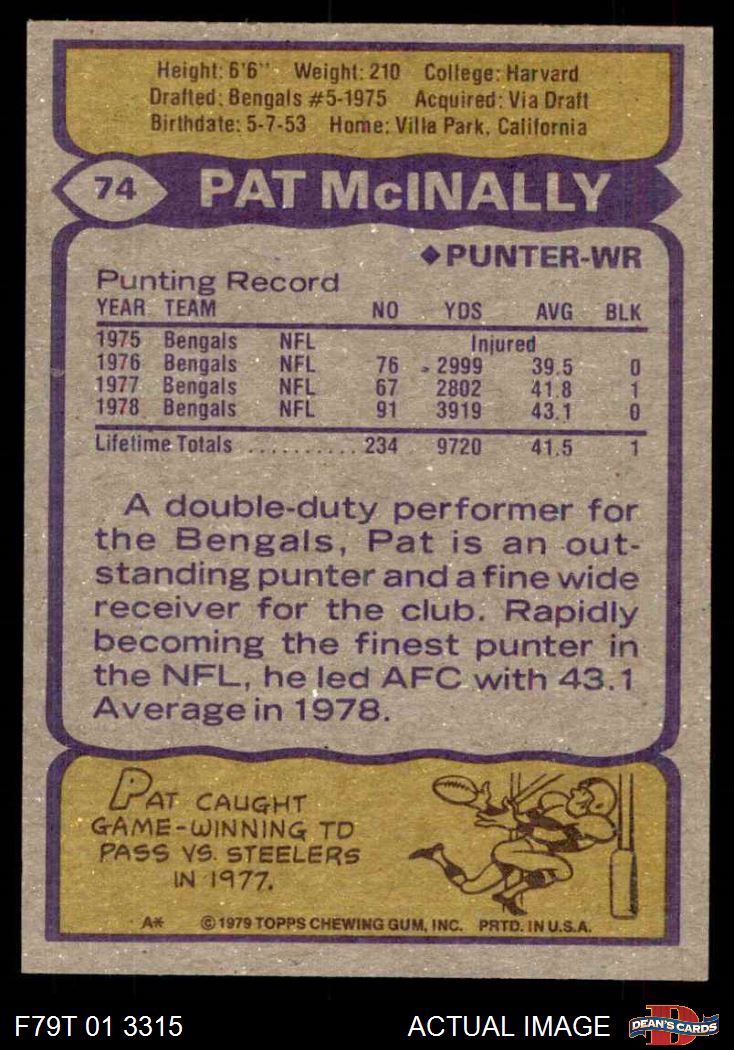 Height: 6'6" Weight: 210 College: Harvard
Drafted: Bengals #5-1975 Acquired: Via Draft
Birthdate: 5-7-53 Home: Villa Park, California
74 PAT McINALLY
◆PUNTER-WR
Punting Record
YEAR TEAM NO YDS AVG BLK
1975 Bengals NFL Injured
1976 Bengals NFL 76 2999 39.5 0
1977 Bengals NFL 67 2802 41.8 1
1978 Bengals NFL 91 3919 43.1 0
Lifetime Totals .......... 234 9720 41.5 1
A double-duty performer for
the Bengals, Pat is an out-
standing punter and a fine wide
receiver for the club. Rapidly
becoming the finest punter in
the NFL, he led AFC with 43.1
Average in 1978.
PAT CAUGHT
GAME-WINNING TD
PASS VS. STEELERS
IN 1977.
A* © 1979 TOPPS CHEWING GUM, INC. PRTD. IN U.S.A.
F79T 01 3315 ACTUAL IMAGE D DEAN'S CARDS